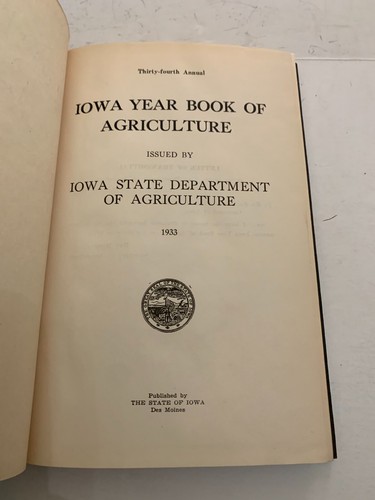 Thirty-fourth Annual
IOWA YEAR BOOK OF
AGRICULTURE
ISSUED BY
IOWA STATE DEPARTMENT
OF AGRICULTURE
1933
Published by
THE STATE OF IOWA
Des Moines